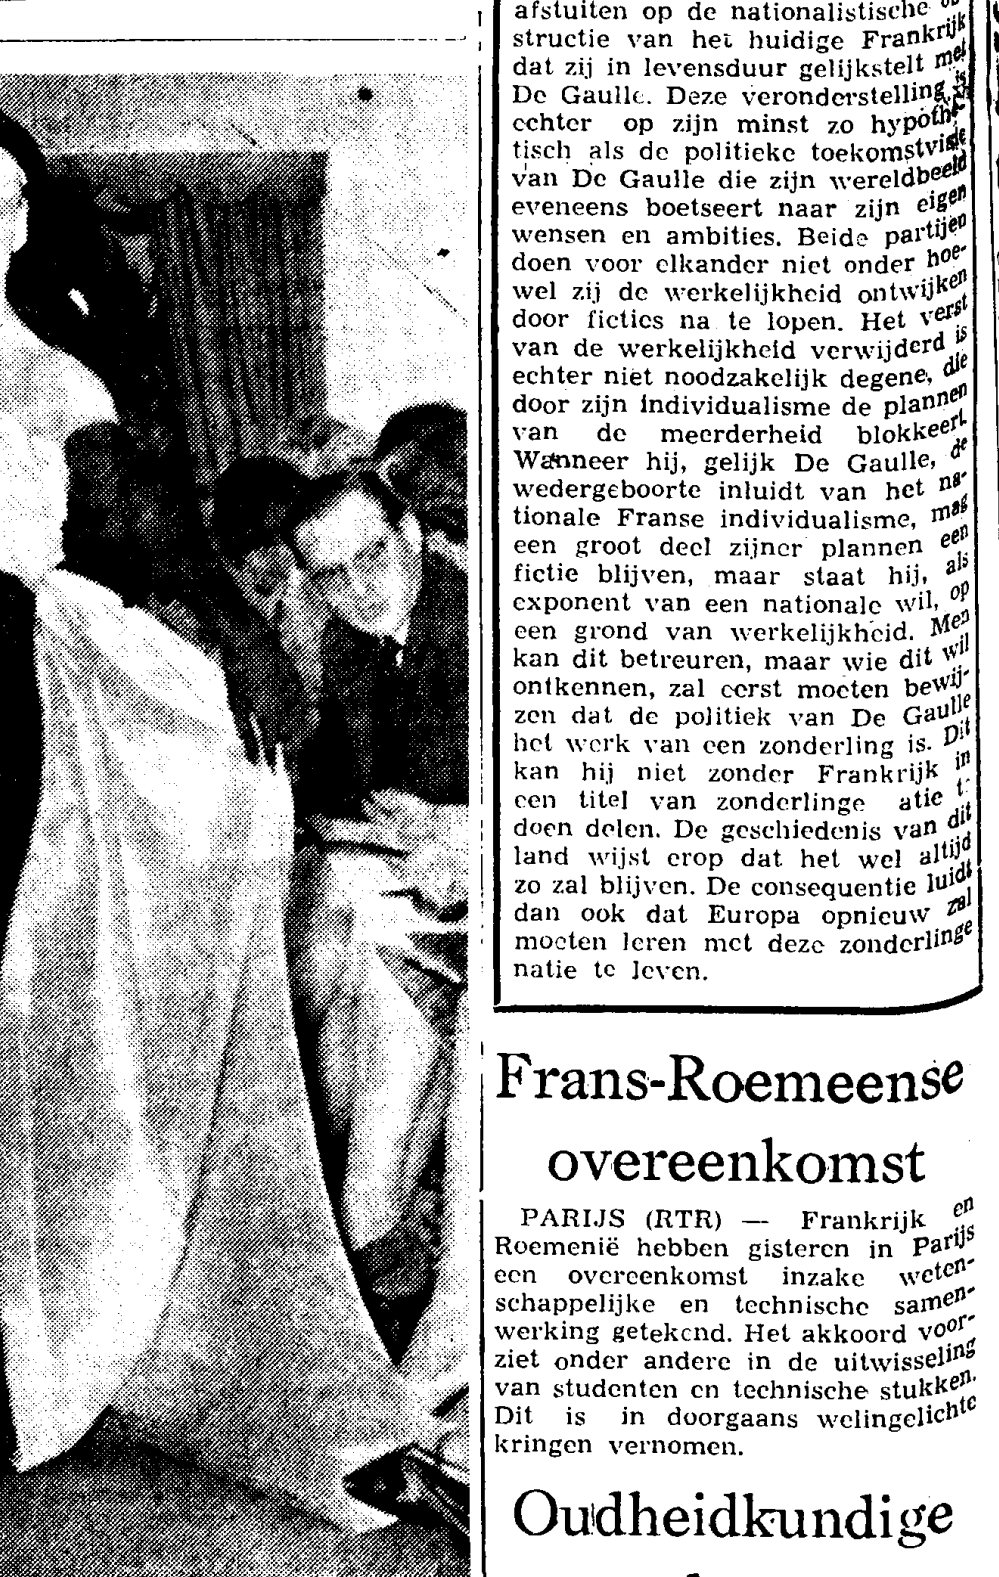 afstuiten op de nationalistische
structie van het huidige Frankrijk
dat zij in levensduur gelijkstelt met
De Gaulle. Deze veronderstelling is
echter op zijn minst zo hypothe-
tisch als de politieke toekomstvisie
van De Gaulle die zijn wereldbeeld
eveneens boetseert naar zijn eigen
wensen en ambities. Beide partijen
doen voor elkander niet onder hoe-
wel zij de werkelijkheid ontwijken
door ficties na te lopen. Het verst
van de werkelijkheid verwijderd is
echter niet noodzakelijk degene, die
door zijn individualisme de plannen
van de meerderheid blokkeert.
Wanneer hij, gelijk De Gaulle, de
wedergeboorte inluidt van het na-
tionale Franse individualisme, mag
een groot deel zijner plannen een
fictie blijven, maar staat hij, als
exponent van een nationale wil, op
een grond van werkelijkheid. Men
kan dit betreuren, maar wie dit wil
ontkennen, zal eerst moeten bewij-
zen dat de politiek van De Gaulle
het werk van een zonderling is. Dit
kan hij niet zonder Frankrijk in
een titel van zonderlinge atie t
doen delen. De geschiedenis van dit
land wijst erop dat het wel altijd
zo zal blijven. De consequentie luidt
dan ook dat Europa opnieuw zal
moeten leren met deze zonderlinge
natie te leven.
Frans-Roemeense
overeenkomst
PARIJS (RTR) — Frankrijk en
Roemenië hebben gisteren in Parijs
een overeenkomst inzake weten-
schappelijke en technische samen-
werking getekend. Het akkoord voor-
ziet onder andere in de uitwisseling
van studenten en technische stukken.
Dit is in doorgaans welingelichte
kringen vernomen.
Oudheidkundige